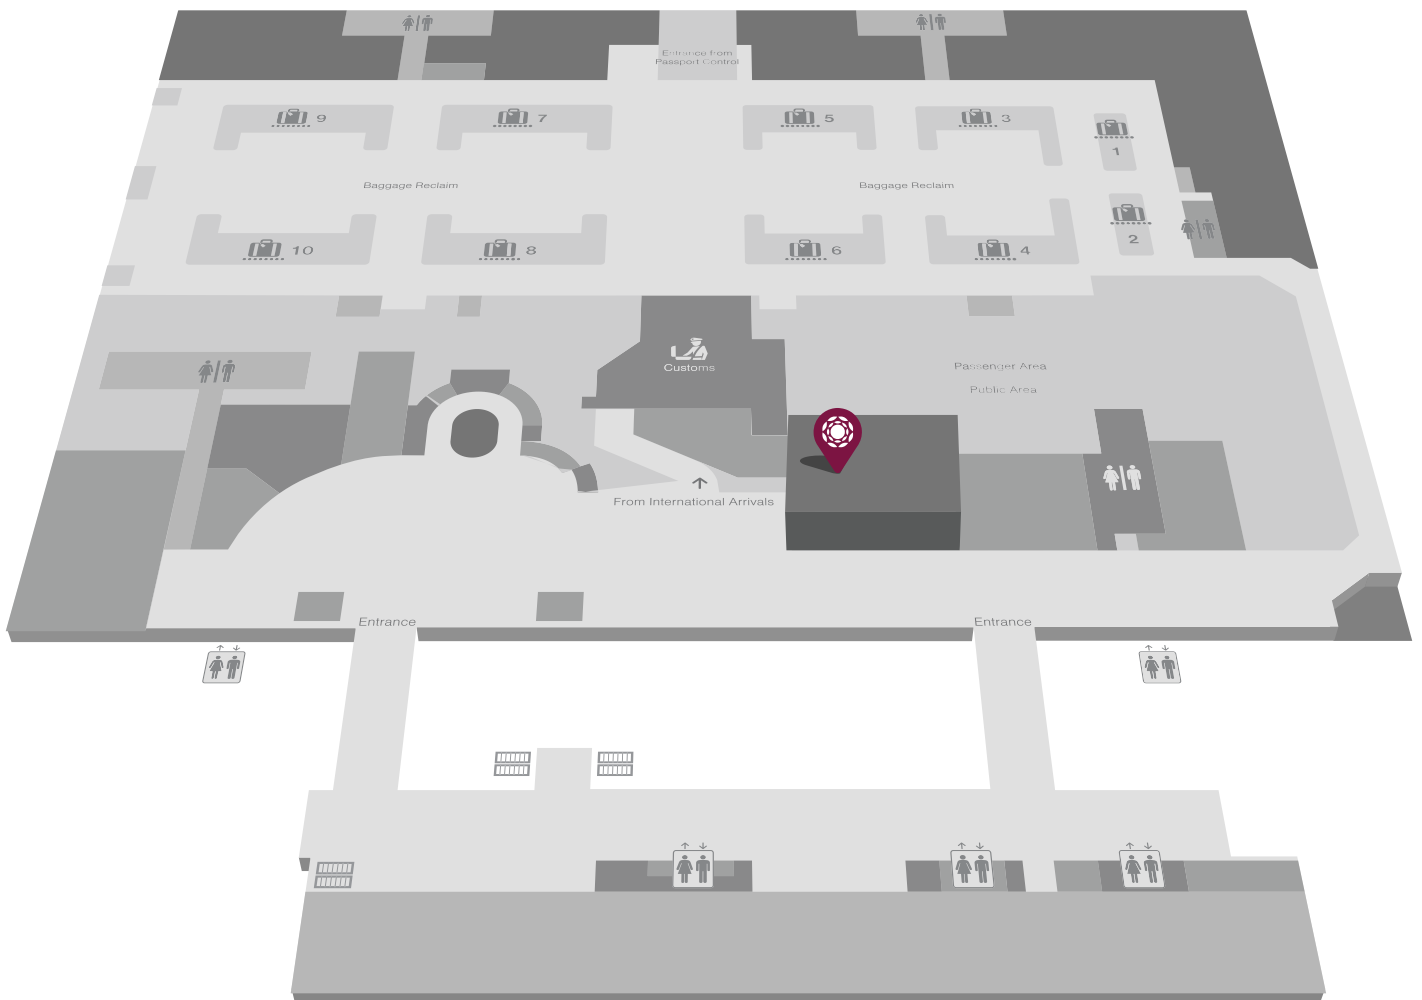 Entrance from
Passport Control
9
7
5
3
1
Baggage Reclaim
Baggage Reclaim
10
8
6
4
2
Customs
Passenger Area
Public Area
From International Arrivals
Entrance
Entrance